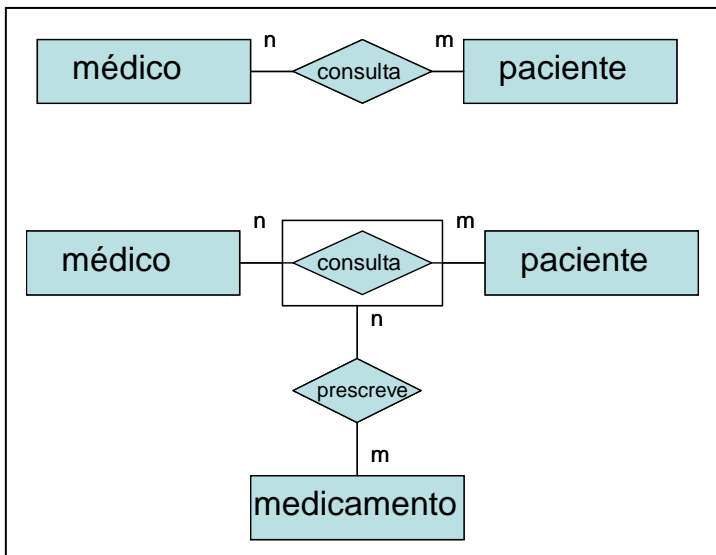 n m
médico consulta paciente
n m
médico consulta paciente
n
prescreve
m
medicamento